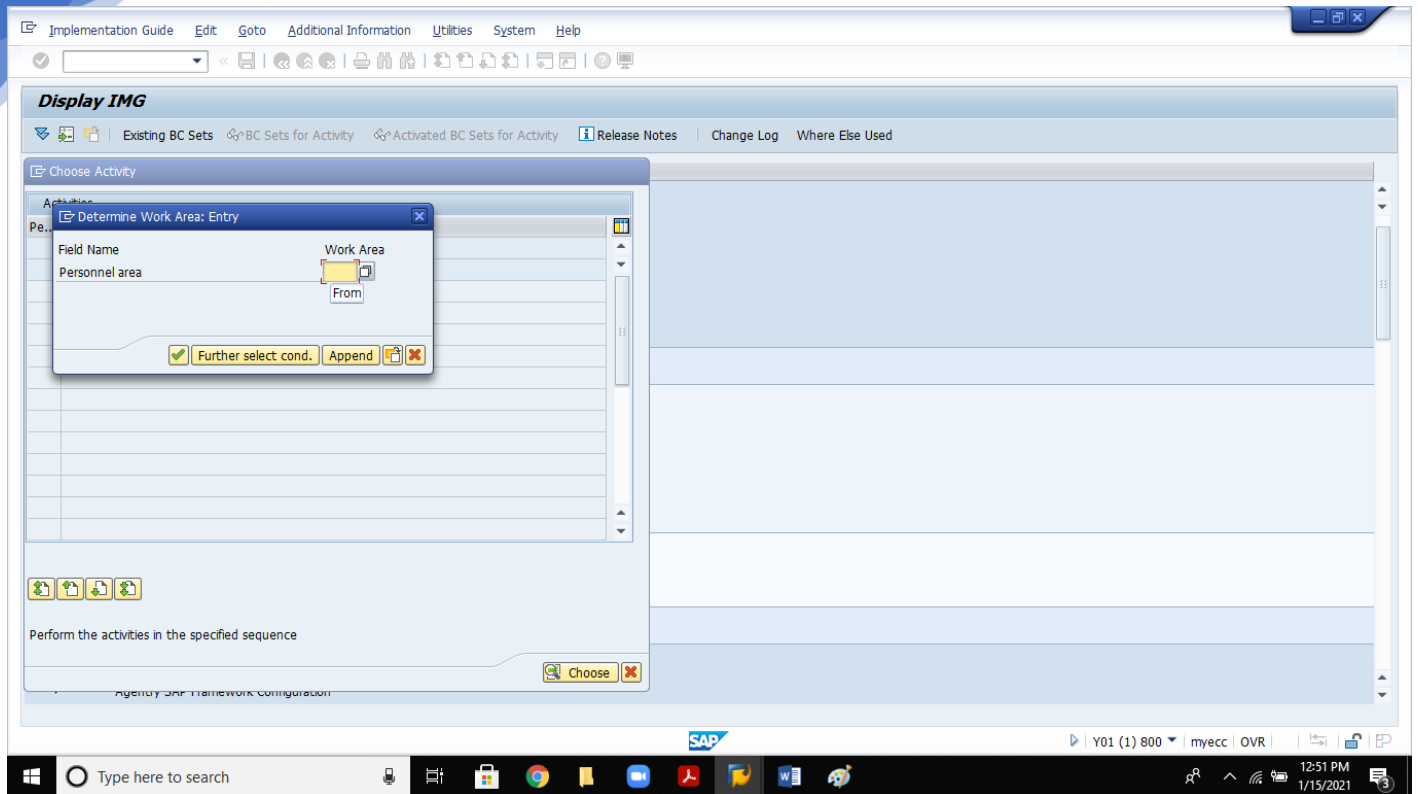 Implementation Guide Edit Goto Additional Information Utilities System Help
Display IMG
Existing BC Sets BC Sets for Activity Activated BC Sets for Activity Release Notes Change Log Where Else Used
Choose Activity
Activities
Determine Work Area: Entry
Pe..
Field Name Work Area
Personnel area
From
Further select cond. Append
Perform the activities in the specified sequence
Choose
Agentry SAP Framework Configuration
SAP
Y01 (1) 800 myecc OVR
Type here to search
12:51 PM
1/15/2021
3